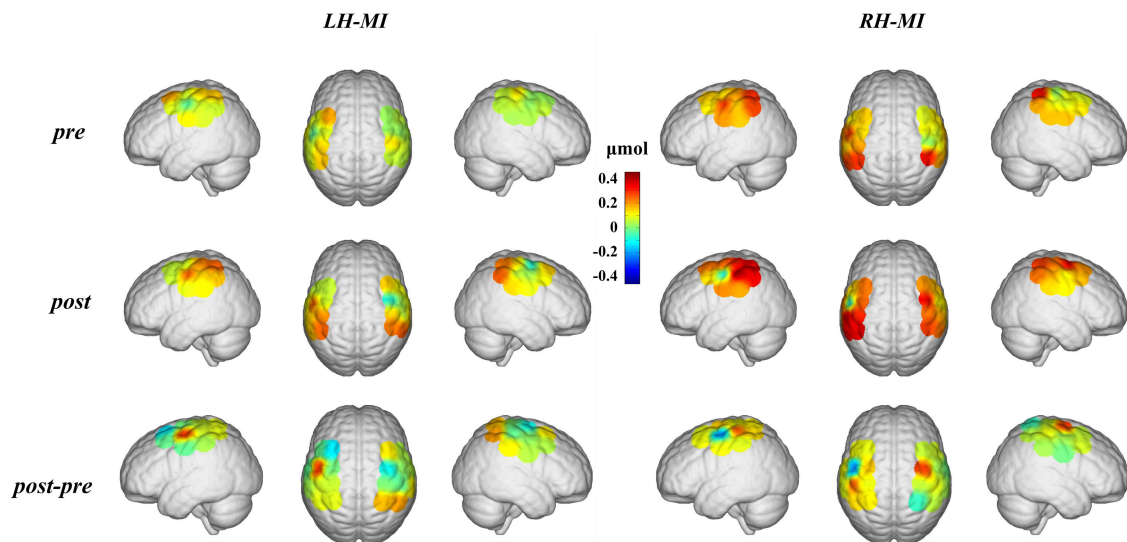 LH-MI
RH-MI
pre
μmol
0.4
0.2
0
-0.2
-0.4
post
post-pre